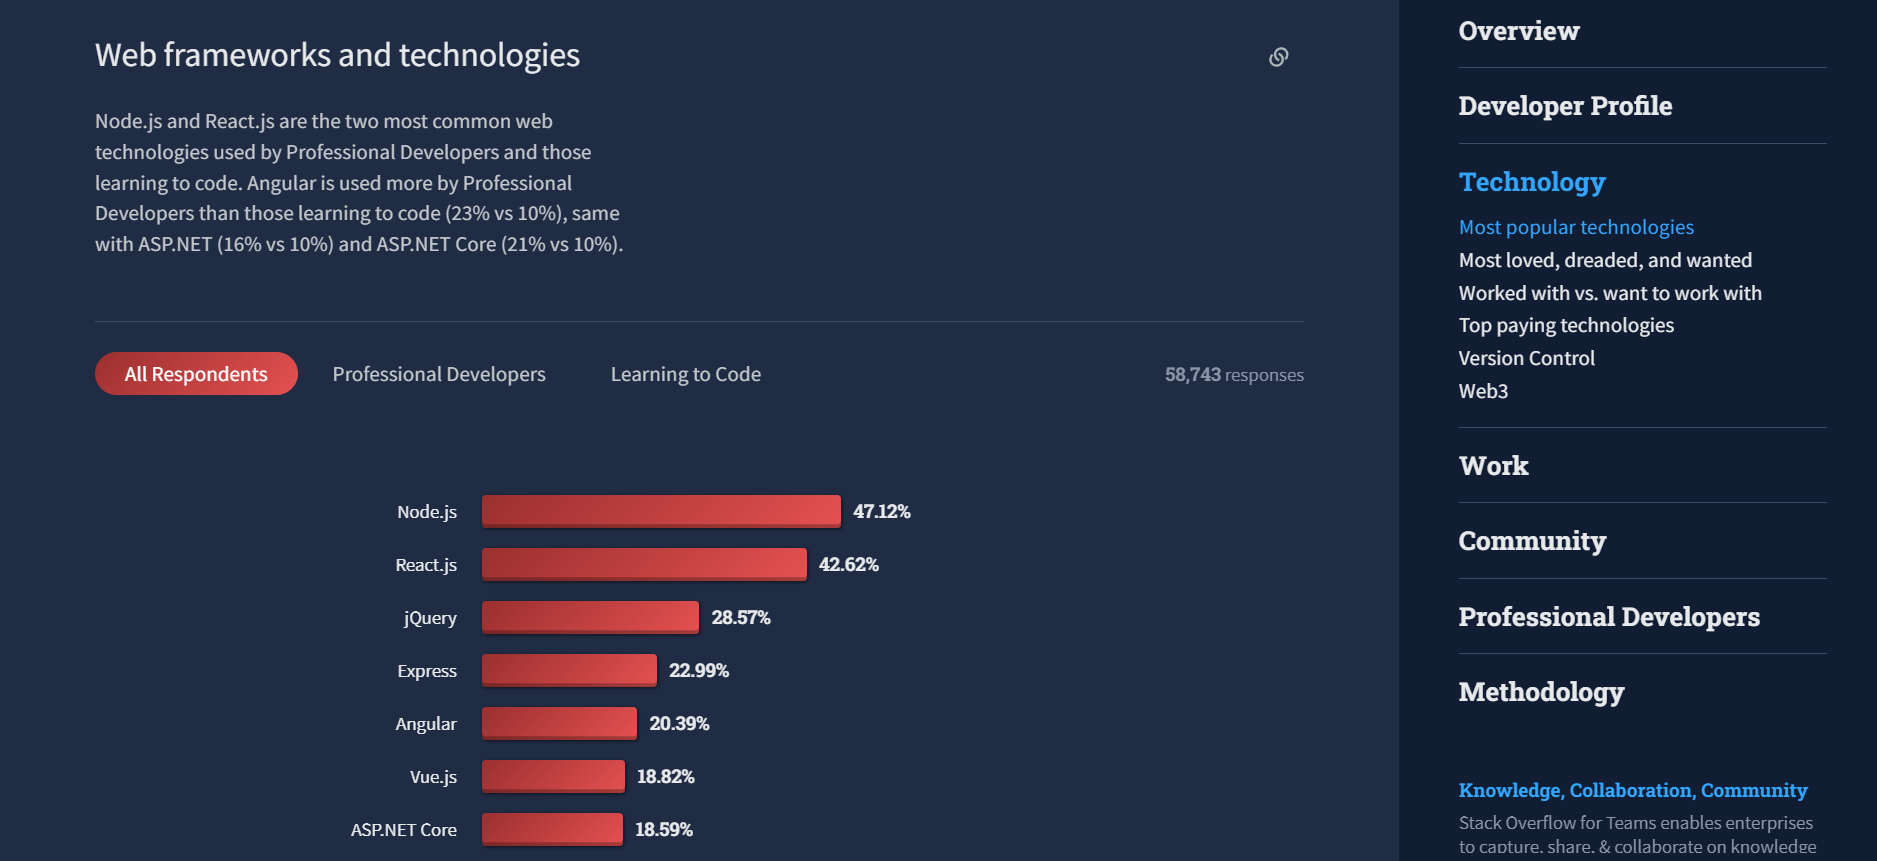 Web frameworks and technologies
Node.js and React.js are the two most common web
technologies used by Professional Developers and those
learning to code. Angular is used more by Professional
Developers than those learning to code (23% vs 10%), same
with ASP.NET (16% vs 10%) and ASP.NET Core (21% vs 10%).
All Respondents
Professional Developers
Learning to Code
58,743 responses
Node.js 47.12%
React.js 42.62%
jQuery 28.57%
Express 22.99%
Angular 20.39%
Vue.js 18.82%
ASP.NET Core 18.59%
Overview
Developer Profile
Technology
Most popular technologies
Most loved, dreaded, and wanted
Worked with vs. want to work with
Top paying technologies
Version Control
Web3
Work
Community
Professional Developers
Methodology
Knowledge, Collaboration, Community
Stack Overflow for Teams enables enterprises
to capture, share, & collaborate on knowledge